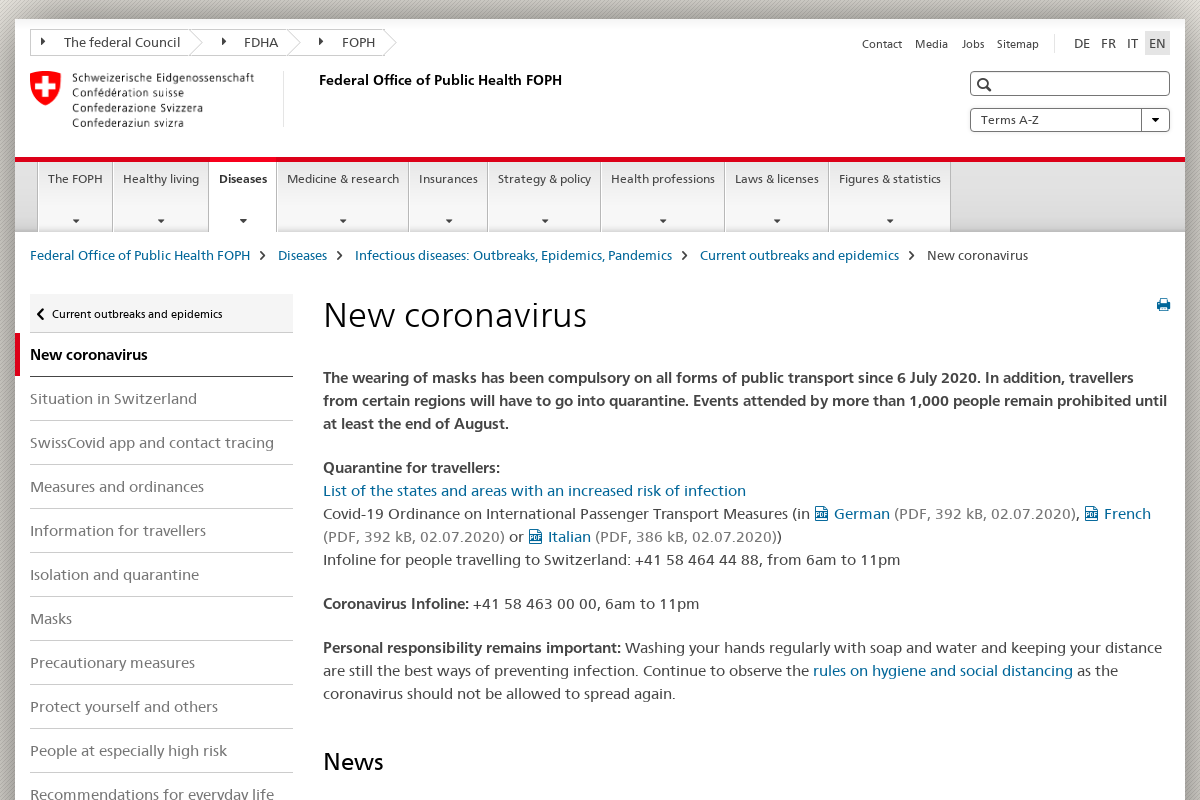 The federal Council
FDHA
FOPH
Contact
Media
Jobs
Sitemap
DE
FR
IT
EN
Schweizerische Eidgenossenschaft
Confédération suisse
Confederazione Svizzera
Confederaziun svizra
Federal Office of Public Health FOPH
Terms A-Z
The FOPH
Healthy living
Diseases
Medicine & research
Insurances
Strategy & policy
Health professions
Laws & licenses
Figures & statistics
Federal Office of Public Health FOPH
Diseases
Infectious diseases: Outbreaks, Epidemics, Pandemics
Current outbreaks and epidemics
New coronavirus
Current outbreaks and epidemics
New coronavirus
Situation in Switzerland
SwissCovid app and contact tracing
Measures and ordinances
Information for travellers
Isolation and quarantine
Masks
Precautionary measures
Protect yourself and others
People at especially high risk
Recommendations for everyday life
New coronavirus
The wearing of masks has been compulsory on all forms of public transport since 6 July 2020. In addition, travellers
from certain regions will have to go into quarantine. Events attended by more than 1,000 people remain prohibited until
at least the end of August.
Quarantine for travellers:
List of the states and areas with an increased risk of infection
Covid-19 Ordinance on International Passenger Transport Measures (in German (PDF, 392 kB, 02.07.2020), French
(PDF, 392 kB, 02.07.2020) or Italian (PDF, 386 kB, 02.07.2020))
Infoline for people travelling to Switzerland: +41 58 464 44 88, from 6am to 11pm
Coronavirus Infoline: +41 58 463 00 00, 6am to 11pm
Personal responsibility remains important: Washing your hands regularly with soap and water and keeping your distance
are still the best ways of preventing infection. Continue to observe the rules on hygiene and social distancing as the
coronavirus should not be allowed to spread again.
News